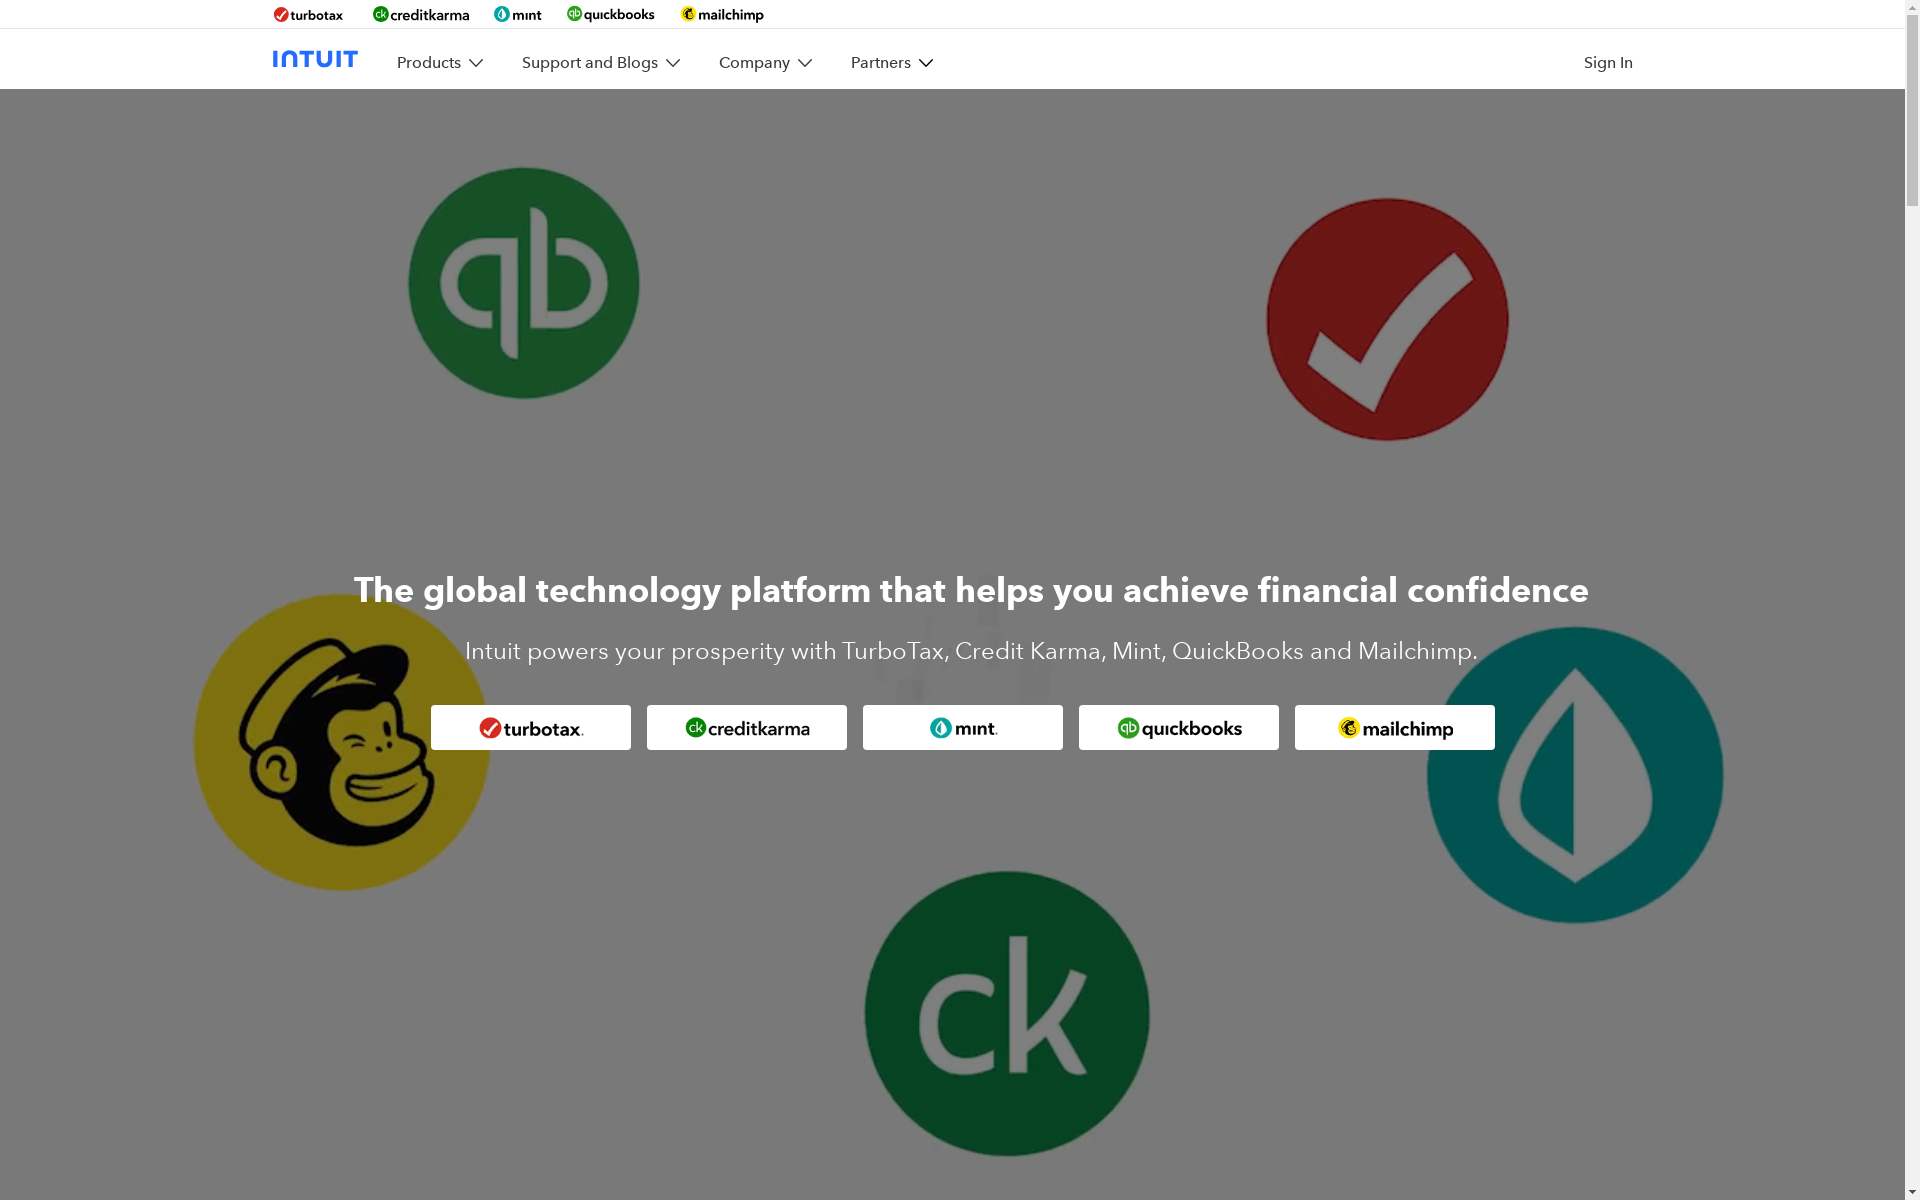 turbotax creditkarma mint quickbooks mailchimp
INTUIT Products Support and Blogs Company Partners Sign In
qb
The global technology platform that helps you achieve financial confidence
Intuit powers your prosperity with TurboTax, Credit Karma, Mint, QuickBooks and Mailchimp.
turbotax. creditkarma mint. quickbooks mailchimp
ck